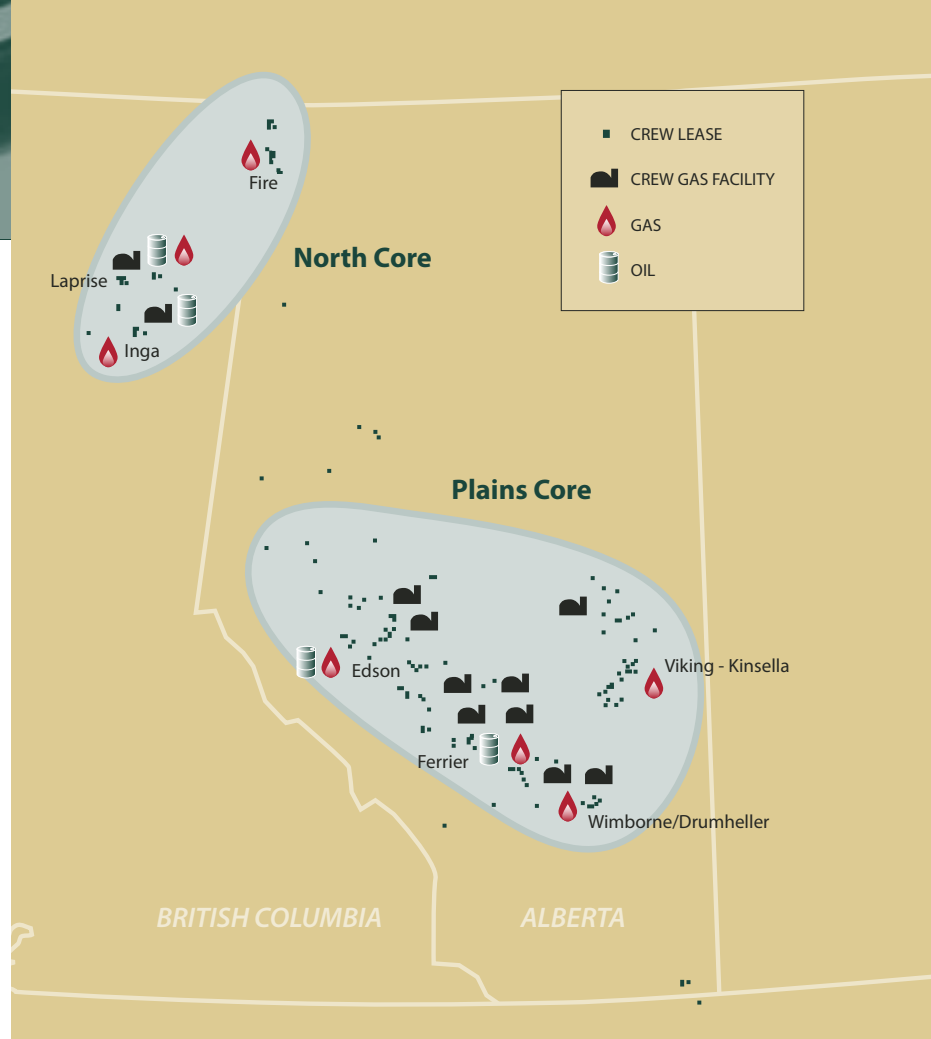 CREW LEASE
CREW GAS FACILITY
GAS
OIL
Fire
North Core
Laprise
Inga
Plains Core
Edson
Viking - Kinsella
Ferrier
Wimborne/Drumheller
BRITISH COLUMBIA
ALBERTA